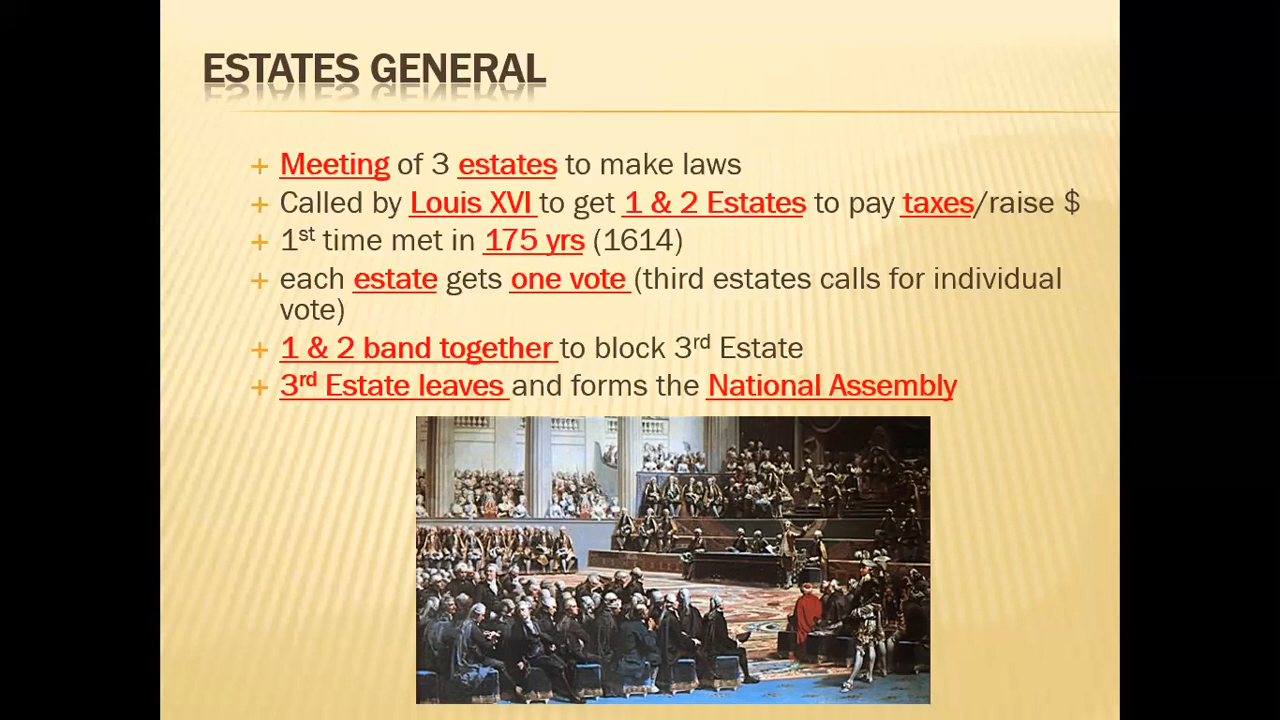 ESTATES GENERAL
+ Meeting of 3 estates to make laws
+ Called by Louis XVI to get 1 & 2 Estates to pay taxes/raise $
+ 1st time met in 175 yrs (1614)
+ each estate gets one vote (third estates calls for individual
vote)
+ 1 & 2 band together to block 3rd Estate
+ 3rd Estate leaves and forms the National Assembly